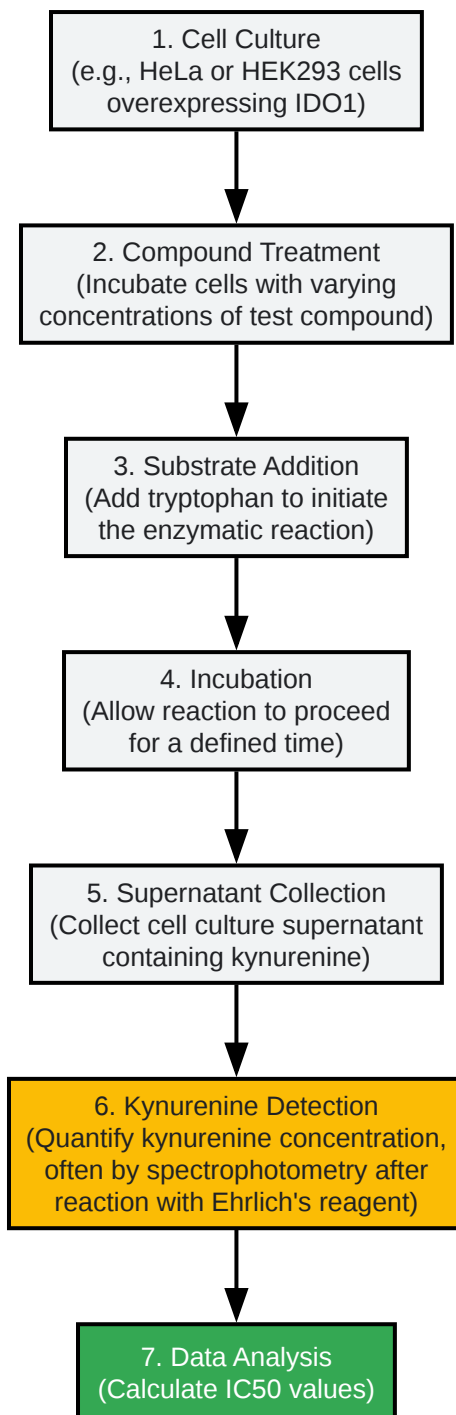 1. Cell Culture
(e.g., HeLa or HEK293 cells
overexpressing IDO1)
2. Compound Treatment
(Incubate cells with varying
concentrations of test compound)
3. Substrate Addition
(Add tryptophan to initiate
the enzymatic reaction)
4. Incubation
(Allow reaction to proceed
for a defined time)
5. Supernatant Collection
(Collect cell culture supernatant
containing kynurenine)
6. Kynurenine Detection
(Quantify kynurenine concentration,
often by spectrophotometry after
reaction with Ehrlich's reagent)
7. Data Analysis
(Calculate IC50 values)